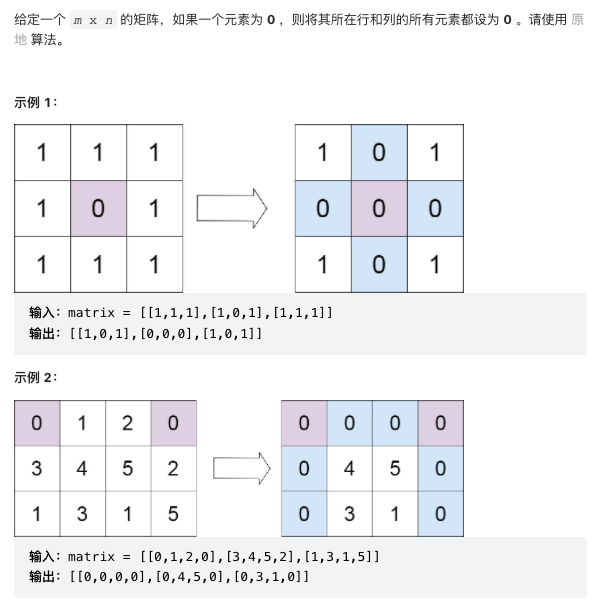 给定一个 m x n 的矩阵，如果一个元素为 0 ，则将其所在行和列的所有元素都设为 0 。请使用 原
地 算法。
示例 1：
1 1 1 1 0 1
1 0 1 0 0 0
1 1 1 1 0 1
输入：matrix = [[1,1,1],[1,0,1],[1,1,1]]
输出：[[1,0,1],[0,0,0],[1,0,1]]
示例 2：
0 1 2 0 0 0 0 0
3 4 5 2 0 4 5 0
1 3 1 5 0 3 1 0
输入：matrix = [[0,1,2,0],[3,4,5,2],[1,3,1,5]]
输出：[[0,0,0,0],[0,4,5,0],[0,3,1,0]]